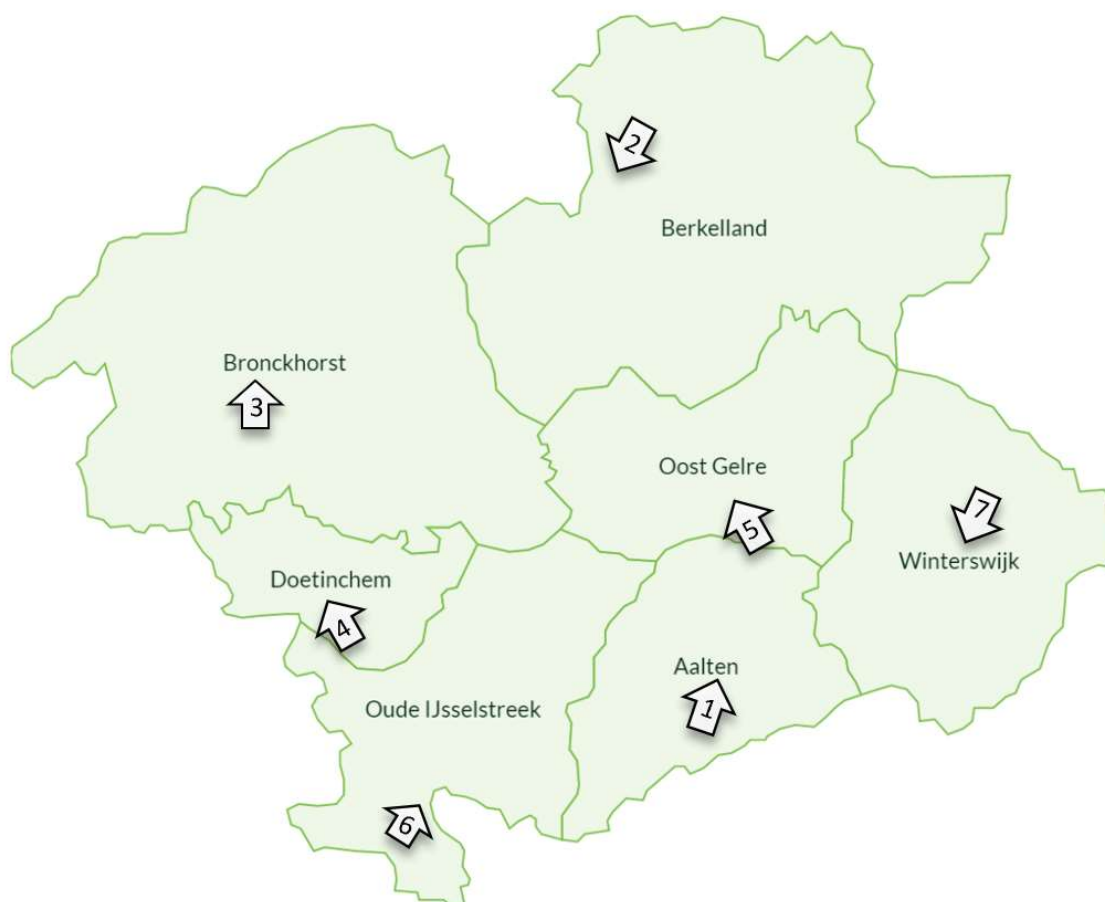 2
Berkelland
Bronckhorst
3
Oost Gelre
7
5
Winterswijk
Doetinchem
4
Aalten
1
Oude IJsselstreek
6